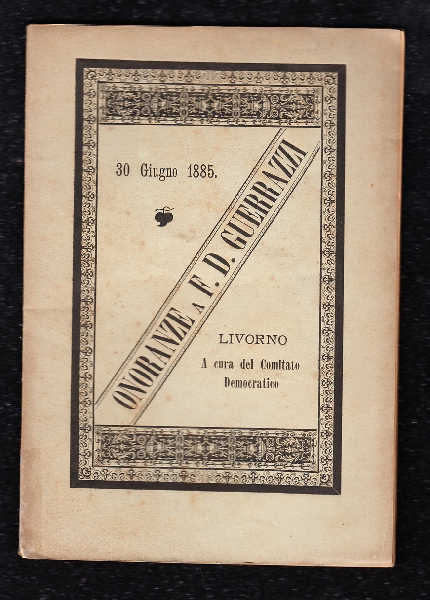 30 Giugno 1885.
ONORANZE A F. D. GUERRAZZI
LIVORNO
A cura del Comitato
Democratico